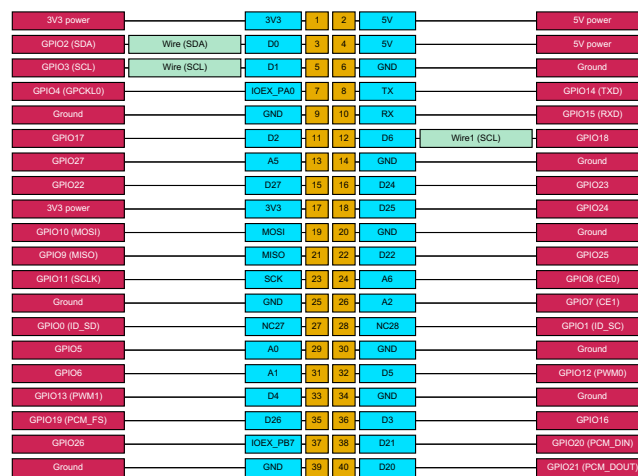 3V3 power 3V3 1 2 5V 5V power
GPIO2 (SDA) Wire (SDA) D0 3 4 5V 5V power
GPIO3 (SCL) Wire (SCL) D1 5 6 GND Ground
GPIO4 (GPCKL0) IOEX_PA0 7 8 TX GPIO14 (TXD)
Ground GND 9 10 RX GPIO15 (RXD)
GPIO17 D2 11 12 D6 Wire1 (SCL) GPIO18
GPIO27 A5 13 14 GND Ground
GPIO22 D27 15 16 D24 GPIO23
3V3 power 3V3 17 18 D25 GPIO24
GPIO10 (MOSI) MOSI 19 20 GND Ground
GPIO9 (MISO) MISO 21 22 D22 GPIO25
GPIO11 (SCLK) SCK 23 24 A6 GPIO8 (CE0)
Ground GND 25 26 A2 GPIO7 (CE1)
GPIO0 (ID_SD) NC27 27 28 NC28 GPIO1 (ID_SC)
GPIO5 A0 29 30 GND Ground
GPIO6 A1 31 32 D5 GPIO12 (PWM0)
GPIO13 (PWM1) D4 33 34 GND Ground
GPIO19 (PCM_FS) D26 35 36 D3 GPIO16
GPIO26 IOEX_PB7 37 38 D21 GPIO20 (PCM_DIN)
Ground GND 39 40 D20 GPIO21 (PCM_DOUT)